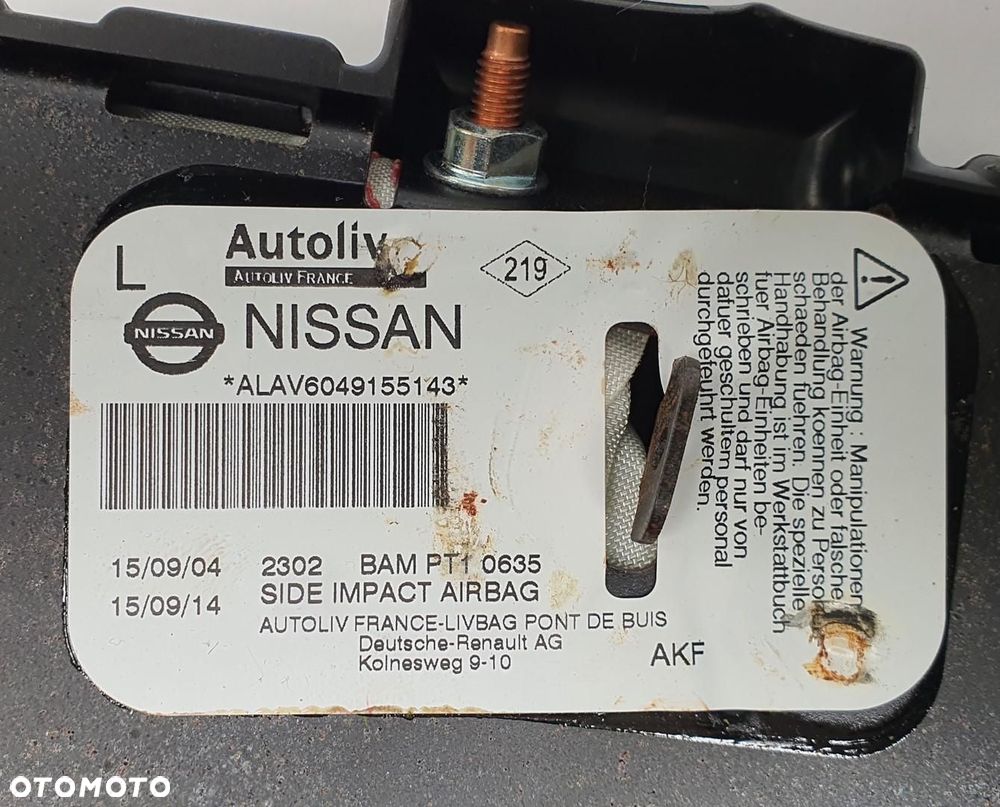 L
Autoliv
AUTOLIV FRANCE
219
NISSAN
NISSAN
*ALAV6049155143*
15/09/04 2302 BAM PT1 0635
15/09/14 SIDE IMPACT AIRBAG
AUTOLIV FRANCE-LIVBAG PONT DE BUIS
Deutsche-Renault AG
Kolnesweg 9-10
AKF
Warnung : Manipulationen
der Airbag-Einheit oder falsche
Behandlung koennen zu Perso
schaeden fuehren. Die spezielle
Handhabung ist im Werkstattbuch
fuer Airbag-Einheiten be-
schrieben und darf nur von
dafuer geschultem personal
durchgefeuhrt werden.
OTOMOTO